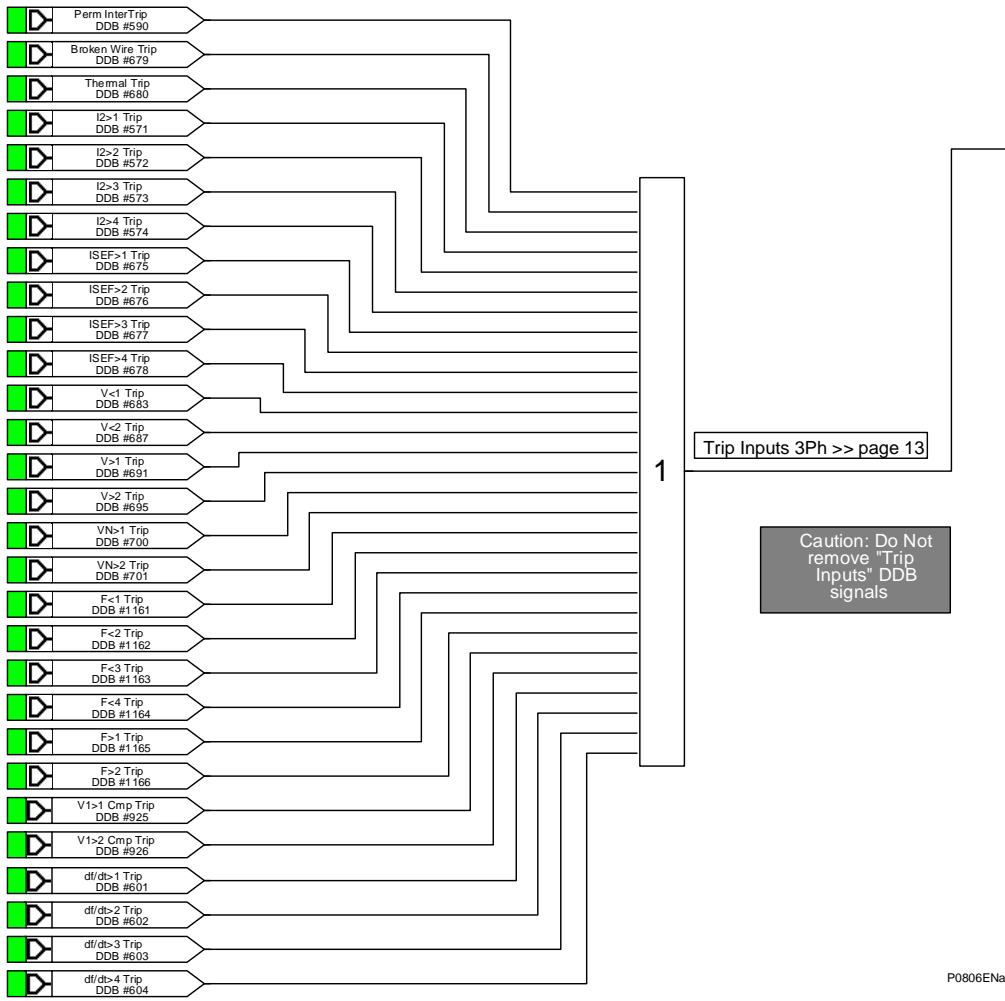 Perm InterTrip
DDB #590
Broken Wire Trip
DDB #679
Thermal Trip
DDB #680
I2>1 Trip
DDB #571
I2>2 Trip
DDB #572
I2>3 Trip
DDB #573
I2>4 Trip
DDB #574
ISEF>1 Trip
DDB #675
ISEF>2 Trip
DDB #676
ISEF>3 Trip
DDB #677
ISEF>4 Trip
DDB #678
V<1 Trip
DDB #683
V<2 Trip
DDB #687
V>1 Trip
DDB #691
V>2 Trip
DDB #695
VN>1 Trip
DDB #700
VN>2 Trip
DDB #701
F<1 Trip
DDB #1161
F<2 Trip
DDB #1162
F<3 Trip
DDB #1163
F<4 Trip
DDB #1164
F>1 Trip
DDB #1165
F>2 Trip
DDB #1166
V1>1 Cmp Trip
DDB #925
V1>2 Cmp Trip
DDB #926
df/dt>1 Trip
DDB #601
df/dt>2 Trip
DDB #602
df/dt>3 Trip
DDB #603
df/dt>4 Trip
DDB #604
1
Trip Inputs 3Ph >> page 13
Caution: Do Not
remove "Trip
Inputs" DDB
signals
P0806ENa